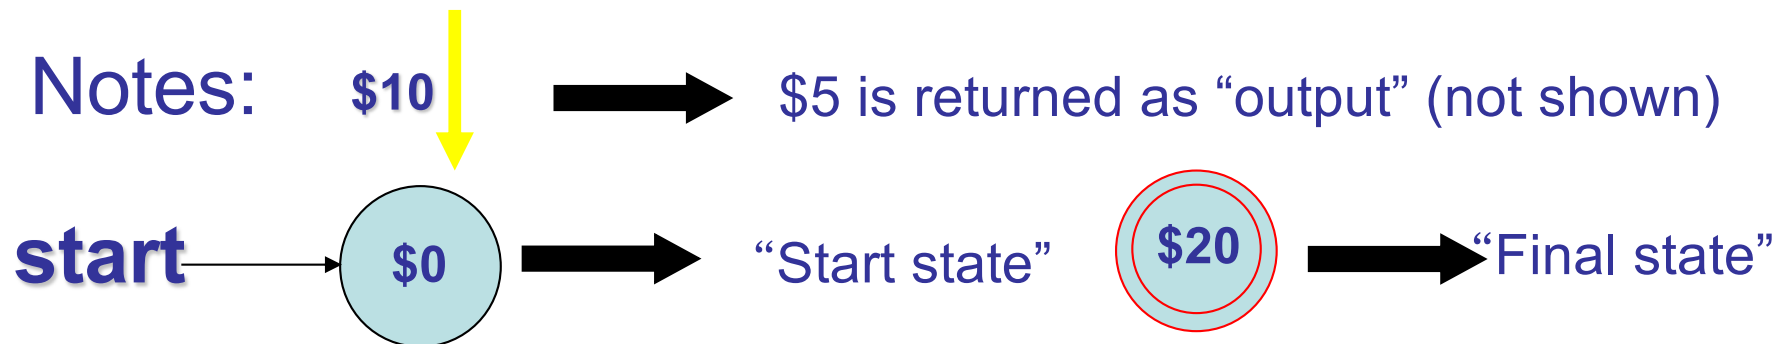 Notes: $10 $5 is returned as “output” (not shown)
start $0 “Start state” $20 “Final state”